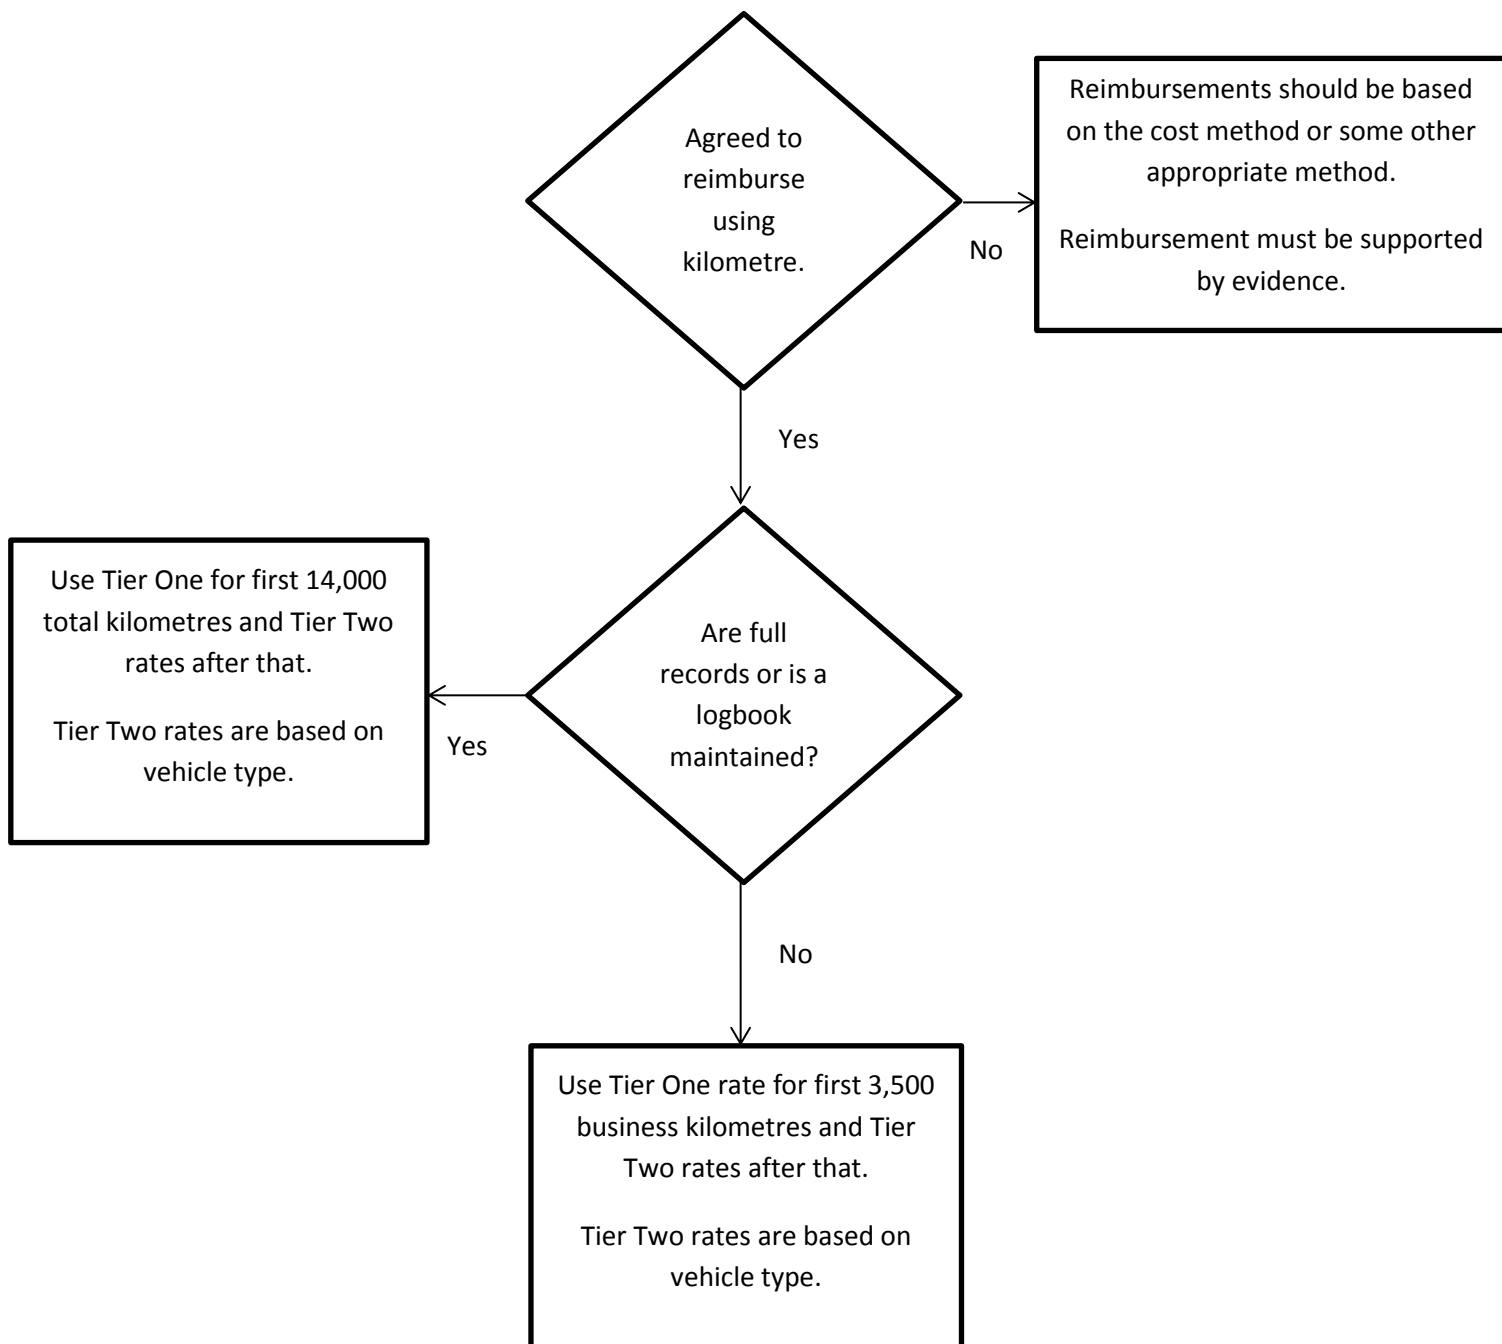 Agreed to
reimburse
using
kilometre.
No
Reimbursements should be based
on the cost method or some other
appropriate method.
Reimbursement must be supported
by evidence.
Yes
Use Tier One for first 14,000
total kilometres and Tier Two
rates after that.
Tier Two rates are based on
vehicle type.
Yes
Are full
records or is a
logbook
maintained?
No
Use Tier One rate for first 3,500
business kilometres and Tier
Two rates after that.
Tier Two rates are based on
vehicle type.